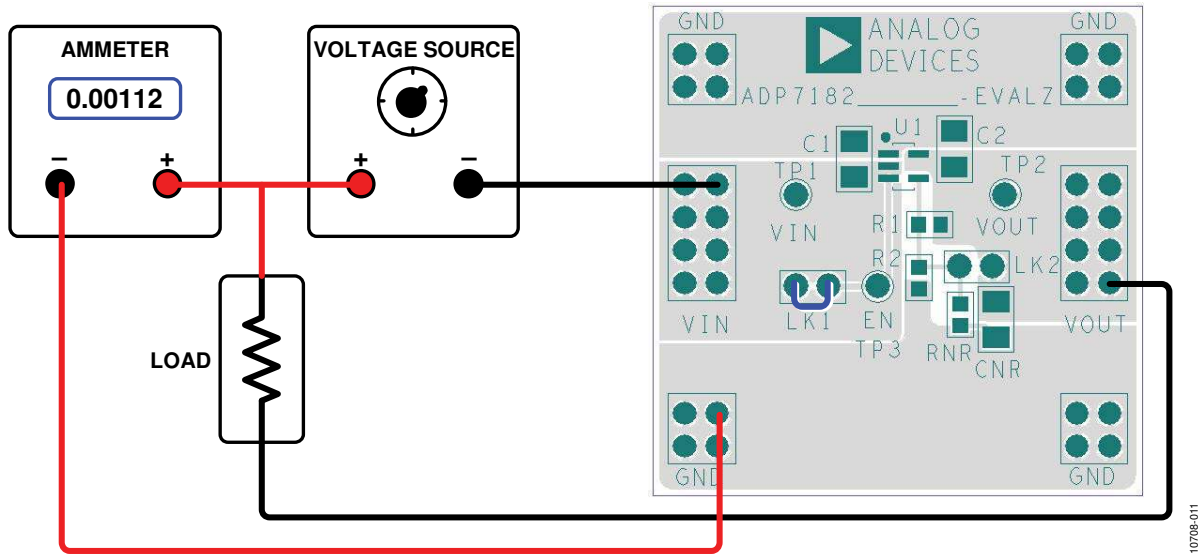 AMMETER
0.00112
–
+
VOLTAGE SOURCE
+
–
LOAD
GND
ANALOG
DEVICES
GND
ADP7182________-EVALZ
C1
U1
C2
TP1
TP2
VIN
R1
VOUT
R2
LK2
VIN
LK1
EN
VOUT
TP3
RNR
CNR
GND
GND
10708-011